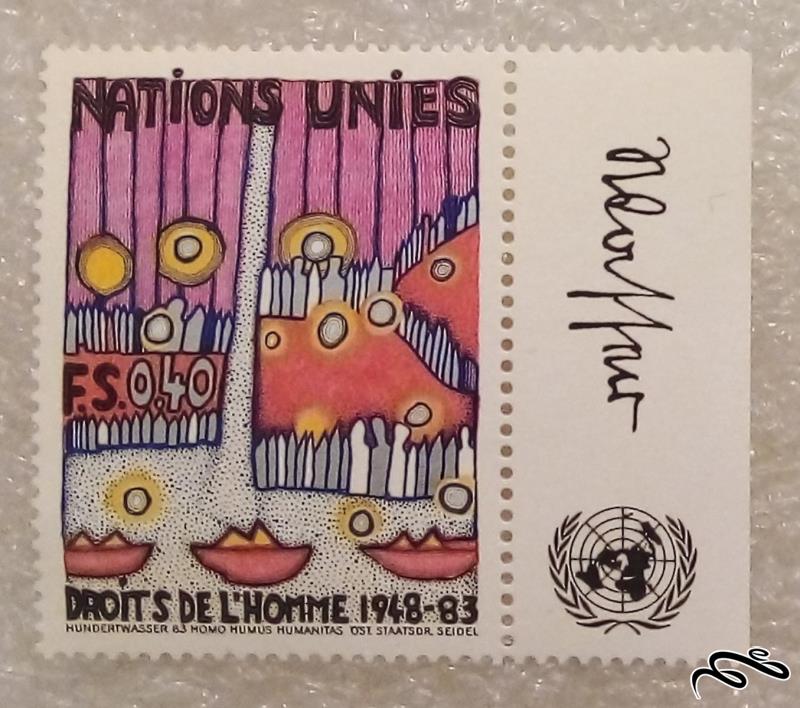 NATIONS UNIES
F.S. 0.40
DROITS DE L'HOMME 1948-83
HUNDERTWASSER 83 HOMO HUMUS HUMANITAS ÖST. STAATSDR. SEIDEL